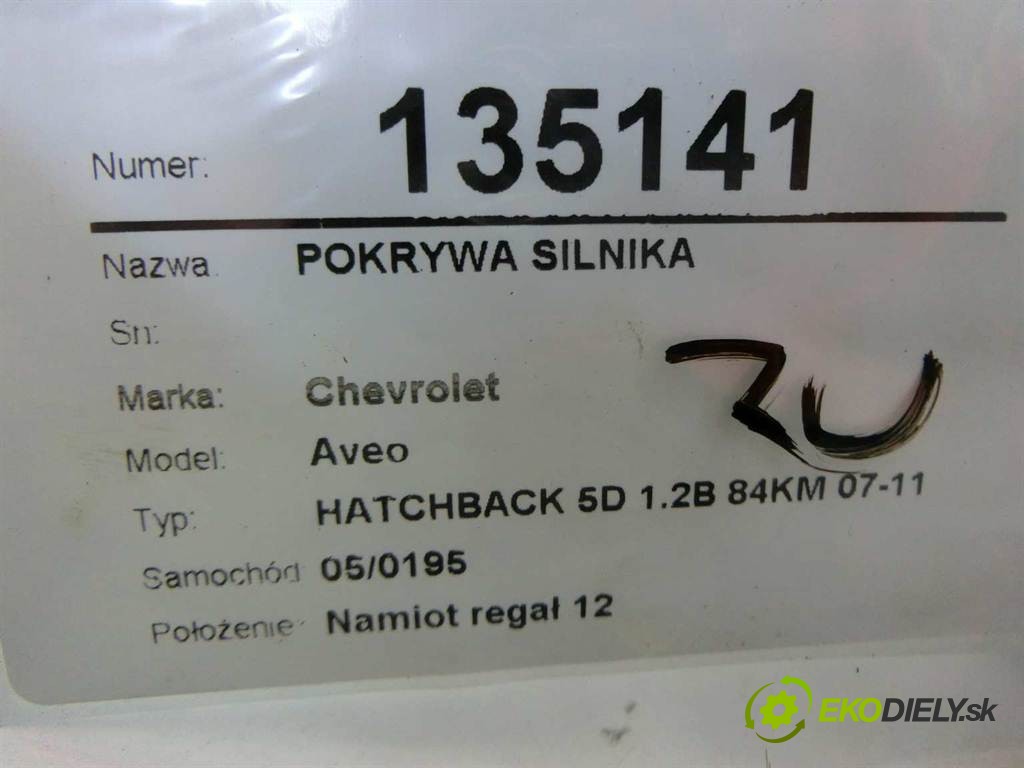 Numer: 135141
Nazwa. POKRYWA SILNIKA
Sn:
Marka: Chevrolet
Model: Aveo
Typ: HATCHBACK 5D 1.2B 84KM 07-11
Samochód 05/0195
Położenie: Namiot regał 12
EKODIELY.sk